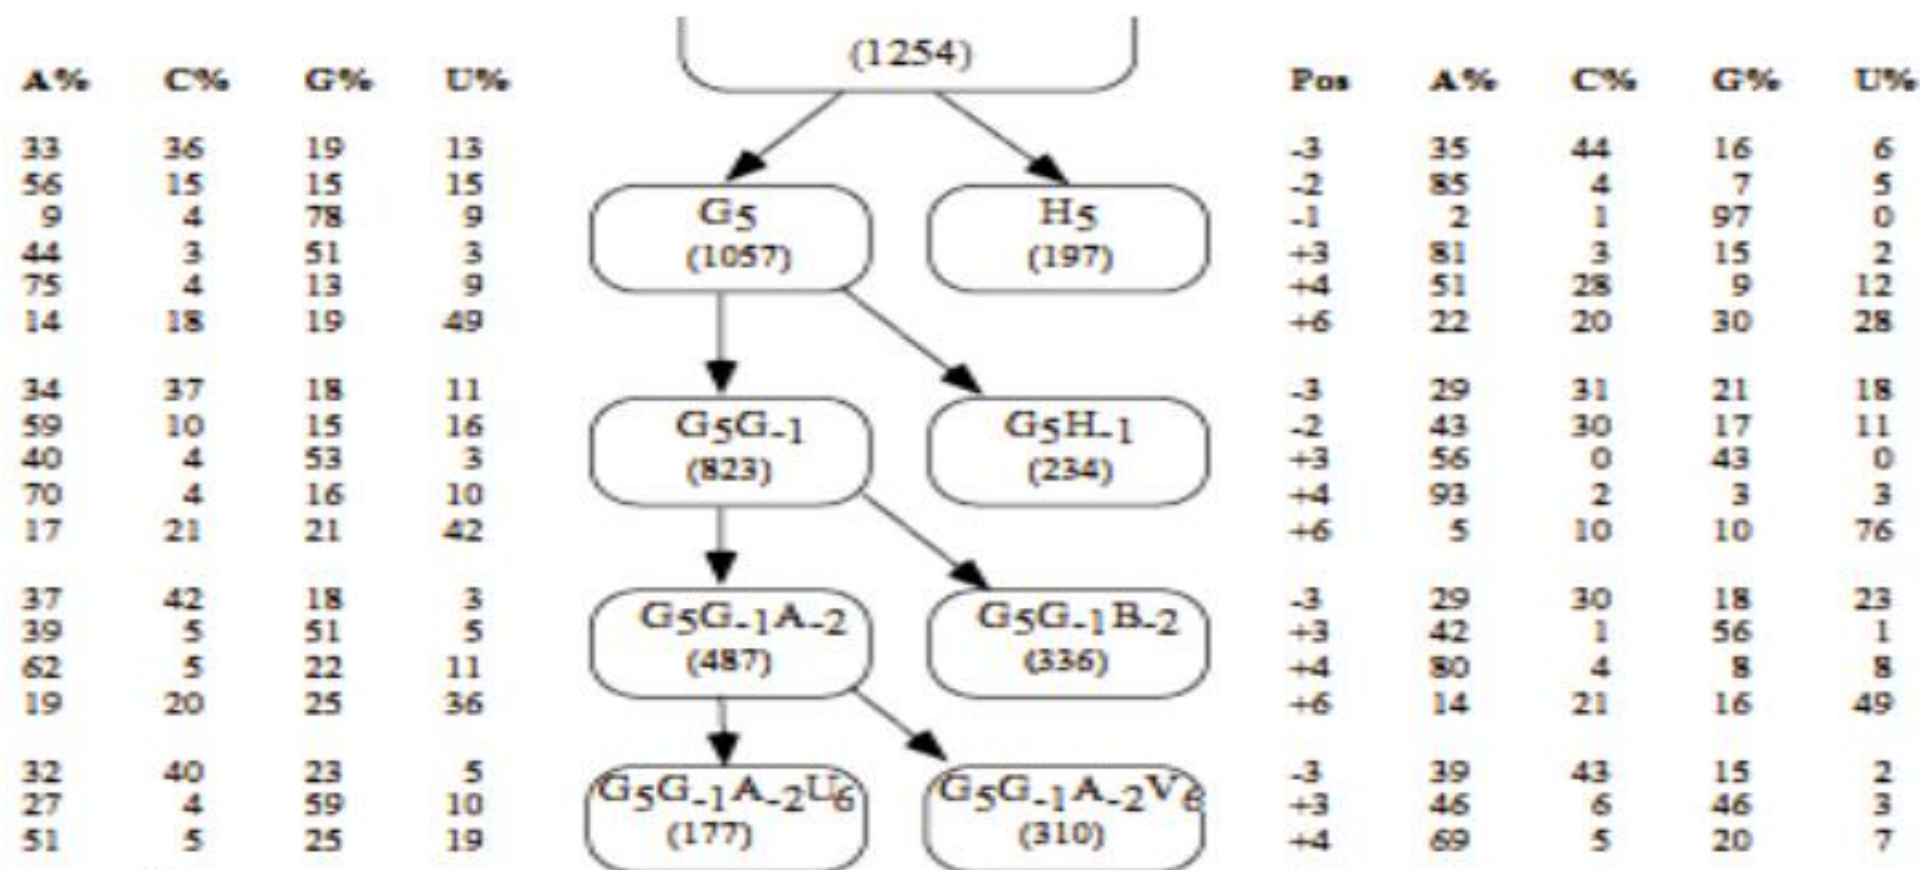 (1254)
A% C% G% U% Pos A% C% G% U%
33 36 19 13 -3 35 44 16 6
56 15 15 15 G5 H5 -2 85 4 7 5
9 4 78 9 -1 2 1 97 0
44 3 51 3 (1057) (197) +3 81 3 15 2
75 4 13 9 +4 51 28 9 12
14 18 19 49 +6 22 20 30 28
34 37 18 11 -3 29 31 21 18
59 10 15 16 G5G-1 G5H-1 -2 43 30 17 11
40 4 53 3 (823) (234) +3 56 0 43 0
70 4 16 10 +4 93 2 3 3
17 21 21 42 +6 5 10 10 76
37 42 18 3 G5G-1A-2 G5G-1B-2 -3 29 30 18 23
39 5 51 5 +3 42 1 56 1
62 5 22 11 (487) (336) +4 80 4 8 8
19 20 25 36 +6 14 21 16 49
32 40 23 5 G5G-1A-2U6 G5G-1A-2V6 -3 39 43 15 2
27 4 59 10 +3 46 6 46 3
51 5 25 19 (177) (310) +4 69 5 20 7